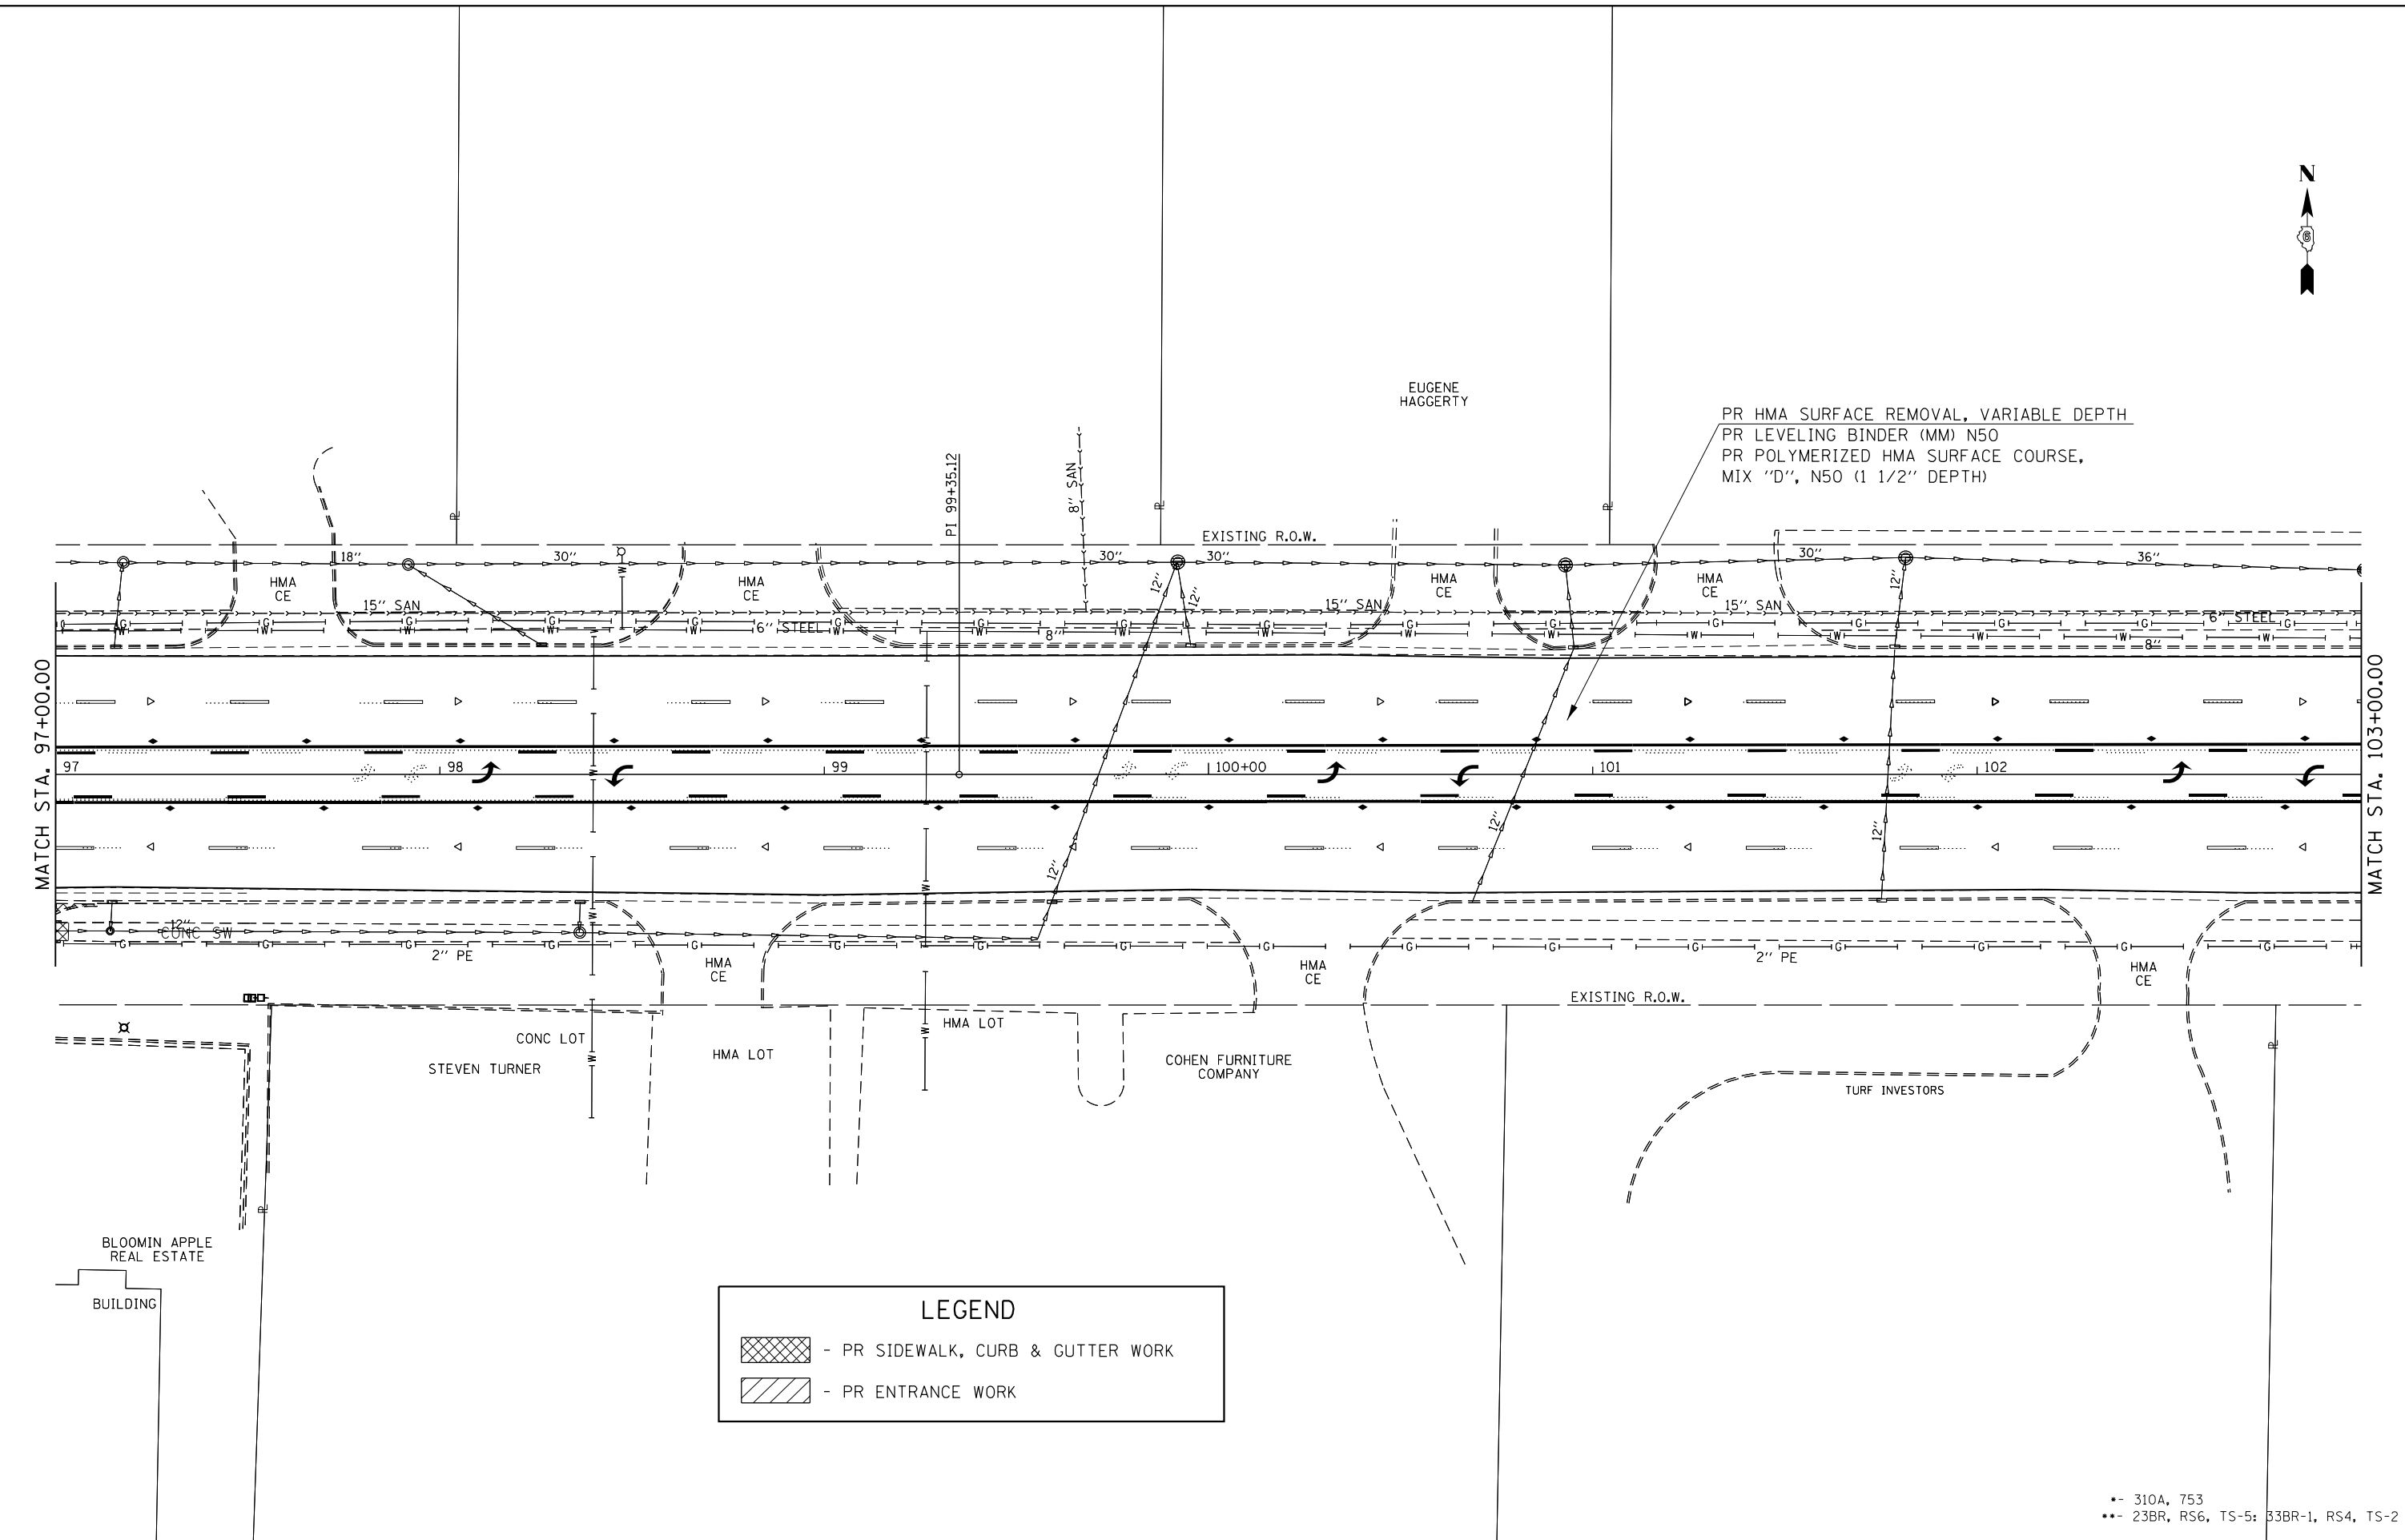 N
EUGENE
HAGGERTY
PR HMA SURFACE REMOVAL, VARIABLE DEPTH
PR LEVELING BINDER (MM) N50
PR POLYMERIZED HMA SURFACE COURSE,
MIX "D", N50 (1 1/2" DEPTH)
PI 99+35.12
8" SAN
PL
PL
PL
EXISTING R.O.W.
18"
30"
30"
30"
30"
36"
HMA
CE
HMA
CE
HMA
CE
HMA
CE
15" SAN
15" SAN
15" SAN
12"
12"
12"
6" STEEL
6" STEEL
8"
8"
G G G G G G G G G G G G G G G G
W W W W W W W W W W W W W W W W
MATCH STA. 97+00.00
MATCH STA. 103+00.00
97
98
99
100+00
101
102
12"
12"
12"
12"
CONC SW
G G G G G G G G G G G G G G G G
2" PE
2" PE
HMA
CE
HMA
CE
HMA
CE
EXISTING R.O.W.
CONC LOT
HMA LOT
HMA LOT
STEVEN TURNER
COHEN FURNITURE
COMPANY
TURF INVESTORS
PL
PL
BLOOMIN APPLE
REAL ESTATE
BUILDING
LEGEND
- PR SIDEWALK, CURB & GUTTER WORK
- PR ENTRANCE WORK
*- 310A, 753
**- 23BR, RS6, TS-5; 33BR-1, RS4, TS-2